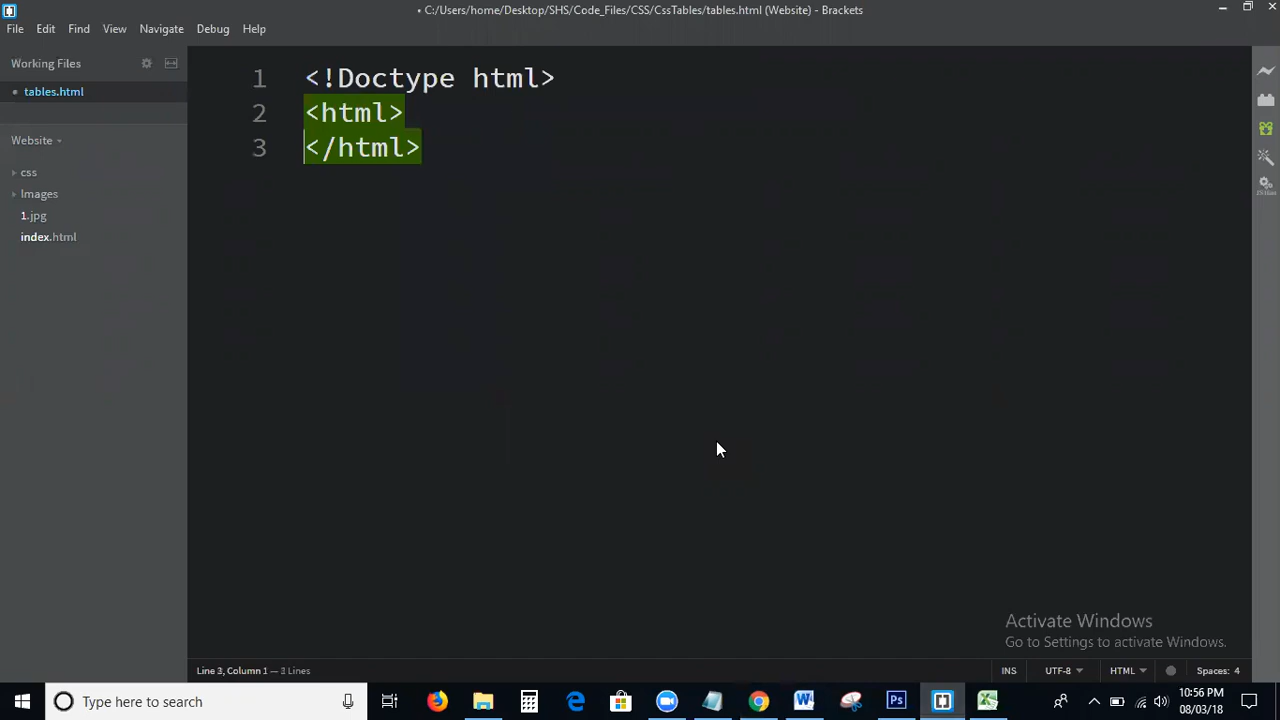 • C:/Users/home/Desktop/SHS/Code_Files/CSS/CssTables/tables.html (Website) - Brackets
File Edit Find View Navigate Debug Help
Working Files
• tables.html
Website
css
Images
1.jpg
index.html
1 <!Doctype html>
2 <html>
3 </html>
Activate Windows
Go to Settings to activate Windows.
Line 3, Column 1 — 3 Lines
INS UTF-8 HTML Spaces: 4
Type here to search
10:56 PM
08/03/18